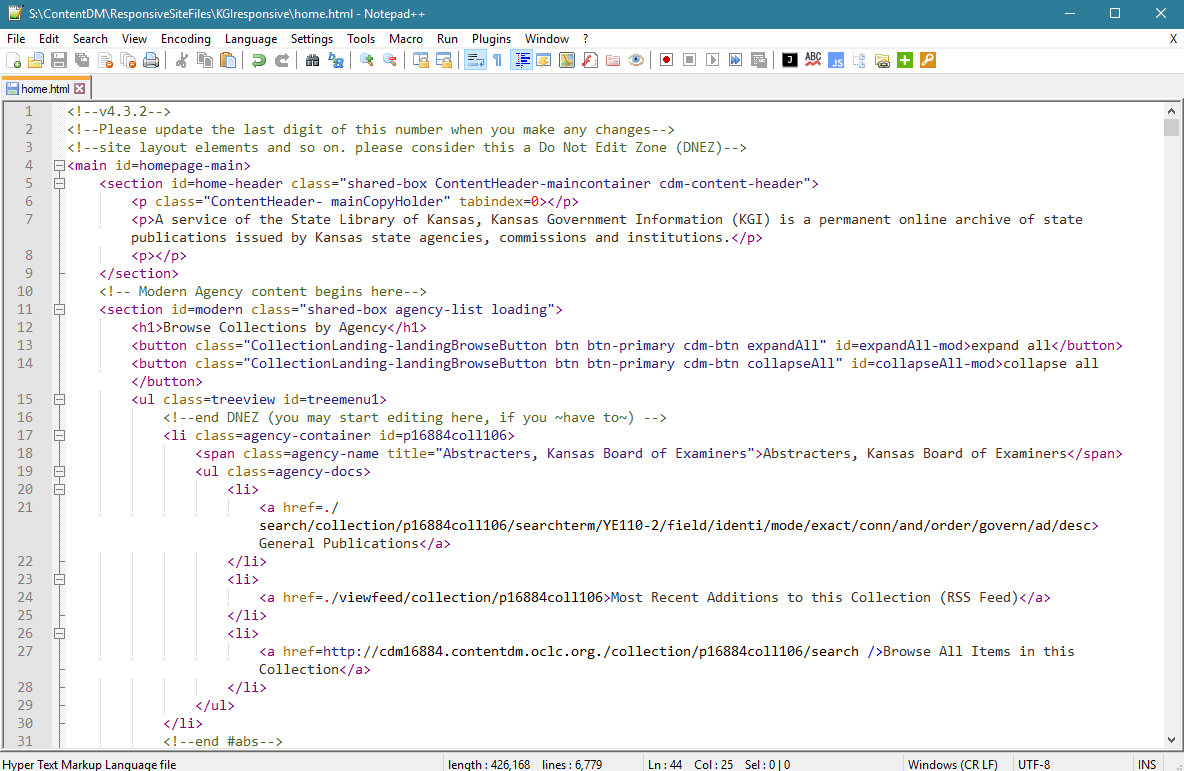 S:\ContentDM\ResponsiveSiteFiles\KGIresponsive\home.html - Notepad++
File Edit Search View Encoding Language Settings Tools Macro Run Plugins Window ? X
home.html
1 <!--v4.3.2-->
2 <!--Please update the last digit of this number when you make any changes-->
3 <!--site layout elements and so on. please consider this a Do Not Edit Zone (DNEZ)-->
4 <main id=homepage-main>
5 <section id=home-header class="shared-box ContentHeader-maincontainer cdm-content-header">
6 <p class="ContentHeader- mainCopyHolder" tabindex=0></p>
7 <p>A service of the State Library of Kansas, Kansas Government Information (KGI) is a permanent online archive of state
publications issued by Kansas state agencies, commissions and institutions.</p>
8 <p></p>
9 </section>
10 <!-- Modern Agency content begins here-->
11 <section id=modern class="shared-box agency-list loading">
12 <h1>Browse Collections by Agency</h1>
13 <button class="CollectionLanding-landingBrowseButton btn btn-primary cdm-btn expandAll" id=expandAll-mod>expand all</button>
14 <button class="CollectionLanding-landingBrowseButton btn btn-primary cdm-btn collapseAll" id=collapseAll-mod>collapse all
</button>
15 <ul class=treeview id=treemenu1>
16 <!--end DNEZ (you may start editing here, if you ~have to~) -->
17 <li class=agency-container id=p16884coll106>
18 <span class=agency-name title="Abstracters, Kansas Board of Examiners">Abstracters, Kansas Board of Examiners</span>
19 <ul class=agency-docs>
20 <li>
21 <a href=./
search/collection/p16884coll106/searchterm/YE110-2/field/identi/mode/exact/conn/and/order/govern/ad/desc>
General Publications</a>
22 </li>
23 <li>
24 <a href=./viewfeed/collection/p16884coll106>Most Recent Additions to this Collection (RSS Feed)</a>
25 </li>
26 <li>
27 <a href=http://cdm16884.contentdm.oclc.org./collection/p16884coll106/search />Browse All Items in this
Collection</a>
28 </li>
29 </ul>
30 </li>
31 <!--end #abs-->
Hyper Text Markup Language file length : 426,168 lines : 6,779 Ln : 44 Col : 25 Sel : 0 | 0 Windows (CR LF) UTF-8 INS